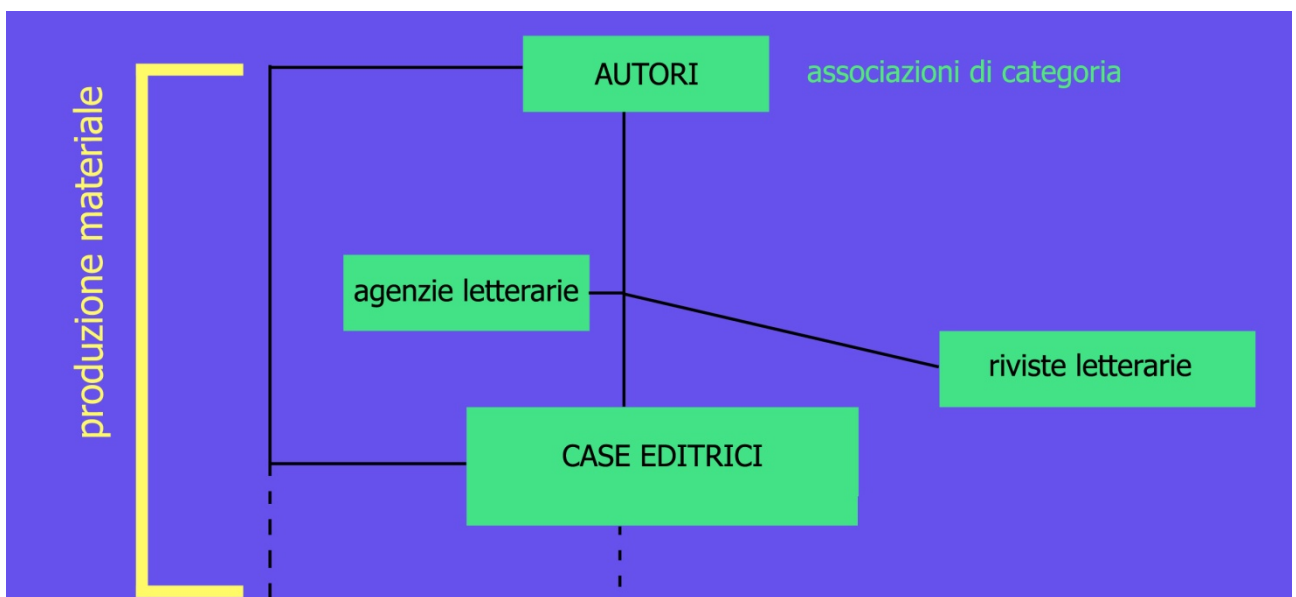 AUTORI
associazioni di categoria
produzione materiale
agenzie letterarie
riviste letterarie
CASE EDITRICI